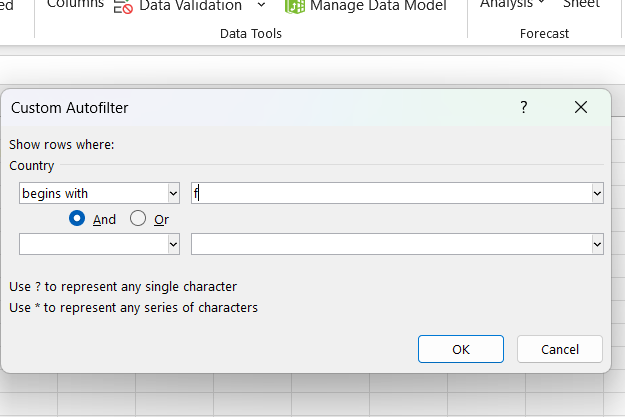 ed Columns Data Validation Manage Data Model Analysis Sheet
Data Tools Forecast
Custom Autofilter ?
Show rows where:
Country
begins with f
And Or
Use ? to represent any single character
Use * to represent any series of characters
OK Cancel